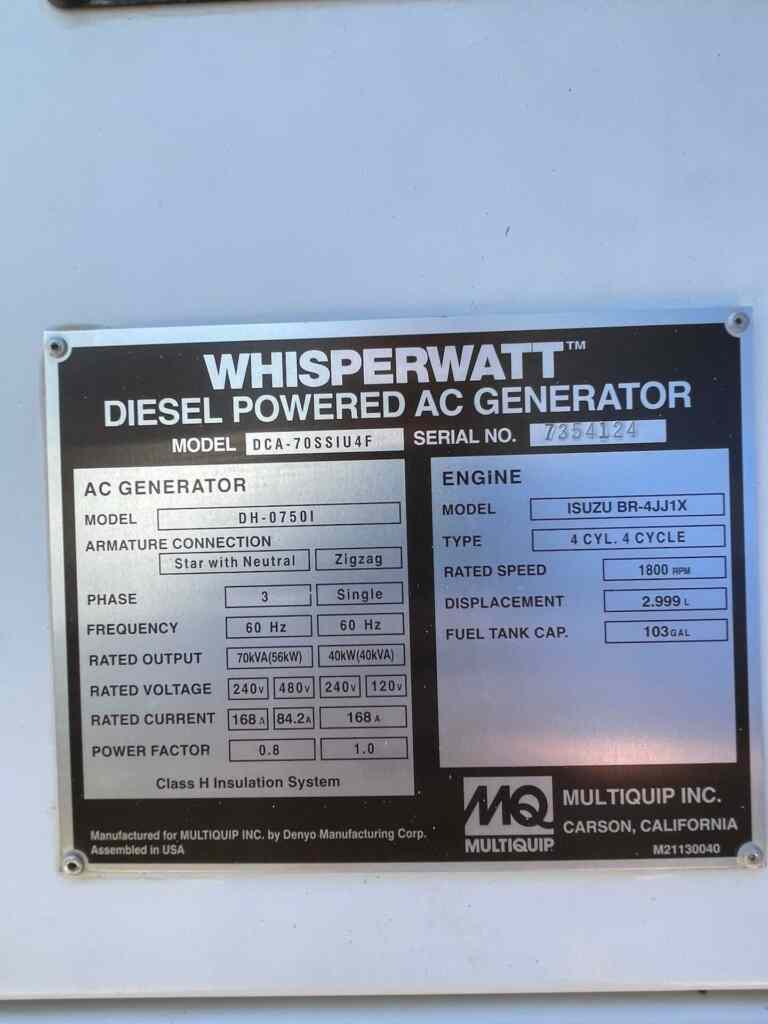 WHISPERWATT™
DIESEL POWERED AC GENERATOR
MODEL DCA-70SSIU4F SERIAL NO. 7354124
AC GENERATOR
MODEL DH-0750I
ARMATURE CONNECTION
Star with Neutral Zigzag
PHASE 3 Single
FREQUENCY 60 Hz 60 Hz
RATED OUTPUT 70kVA(56kW) 40kW(40kVA)
RATED VOLTAGE 240V 480V 240V 120V
RATED CURRENT 168A 84.2A 168A
POWER FACTOR 0.8 1.0
Class H Insulation System
ENGiNE
MODEL ISUZU BR-4JJ1X
TYPE 4 CYL. 4 CYCLE
RATED SPEED 1800 RPM
DISPLACEMENT 2.999 L
FUEL TANK CAP. 103 GAL
Manufactured for MULTIQUIP INC. by Denyo Manufacturing Corp.
Assembled in USA
MQ
MULTIQUIP
MULTIQUIP INC.
CARSON, CALIFORNIA
M21130040